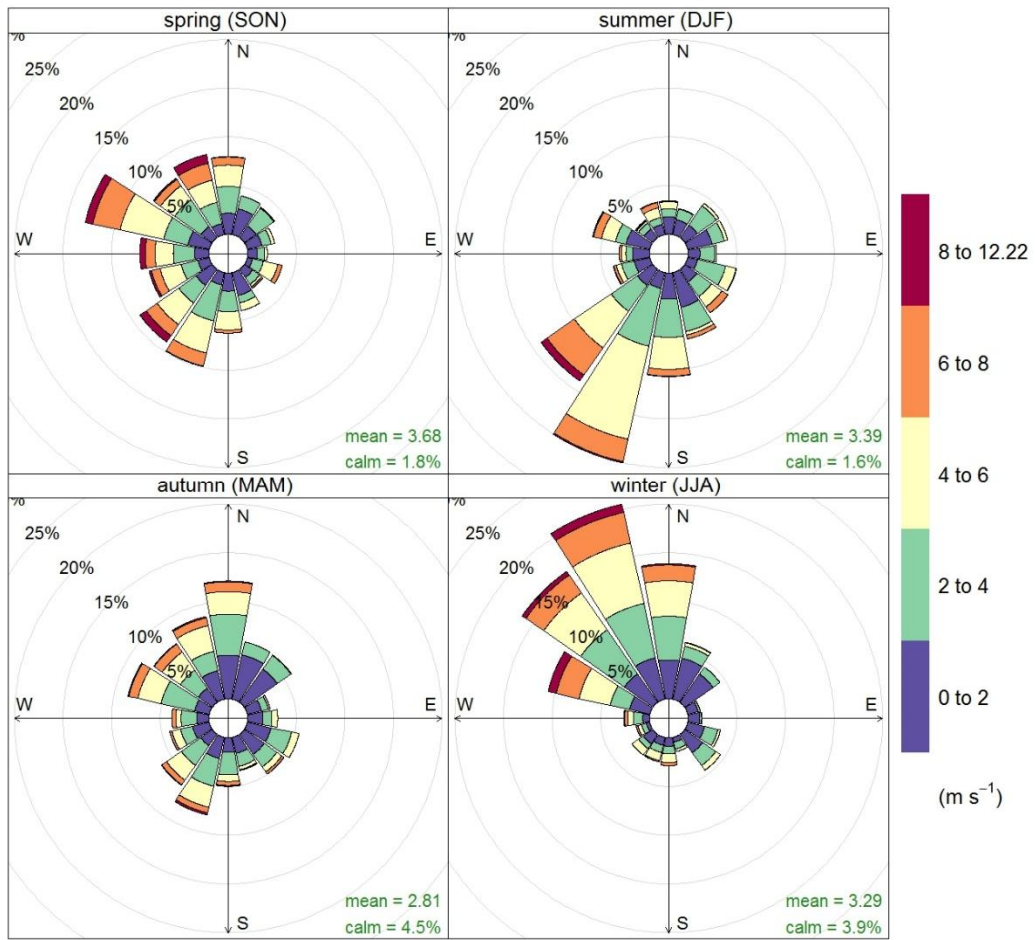 spring (SON)
%
25%
20%
15%
10%
5%
N
W
E
S
mean = 3.68
calm = 1.8%
summer (DJF)
%
25%
20%
15%
10%
5%
N
W
E
S
mean = 3.39
calm = 1.6%
autumn (MAM)
%
25%
20%
15%
10%
5%
N
W
E
S
mean = 2.81
calm = 4.5%
winter (JJA)
%
25%
20%
15%
10%
5%
N
W
E
S
mean = 3.29
calm = 3.9%
8 to 12.22
6 to 8
4 to 6
2 to 4
0 to 2
(m s⁻¹)